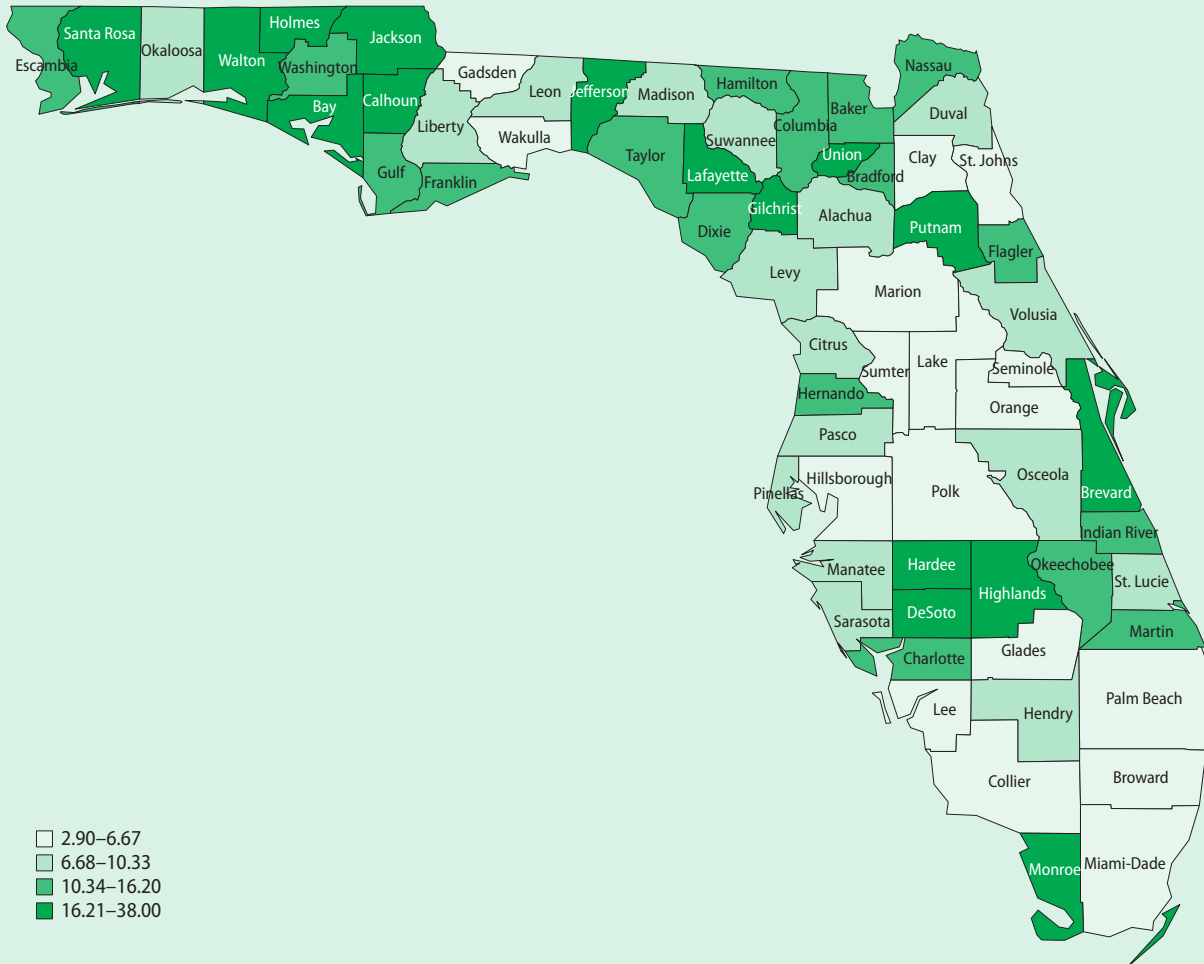 Holmes
Santa Rosa
Jackson
Okaloosa
Escambia
Walton
Washington
Gadsden
Nassau
Hamilton
Leon
Jefferson
Madison
Calhoun
Bay
Baker
Duval
Liberty
Columbia
Wakulla
Suwannee
Taylor
Union
Clay
St. Johns
Lafayette
Bradford
Gulf
Franklin
Gilchrist
Alachua
Putnam
Dixie
Flagler
Levy
Marion
Volusia
Citrus
Sumter
Lake
Seminole
Hernando
Orange
Pasco
Hillsborough
Osceola
Pinellas
Polk
Brevard
Indian River
Manatee
Hardee
Okeechobee
St. Lucie
Highlands
DeSoto
Sarasota
Martin
Charlotte
Glades
Palm Beach
Lee
Hendry
Collier
Broward
Monroe
Miami-Dade
2.90–6.67
6.68–10.33
10.34–16.20
16.21–38.00